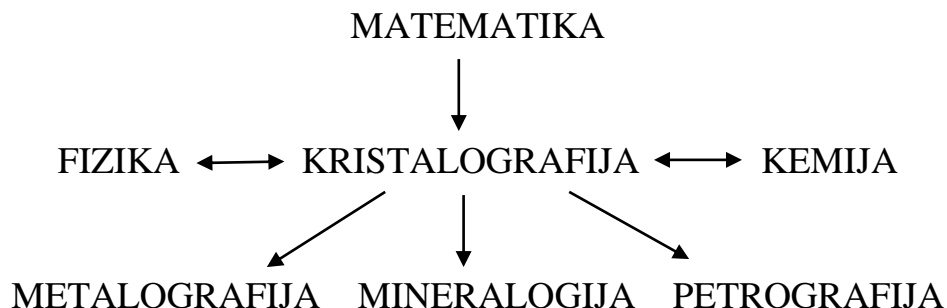 MATEMATIKA
FIZIKA KRISTALOGRAFIJA KEMIJA
METALOGRAFIJA MINERALOGIJA PETROGRAFIJA